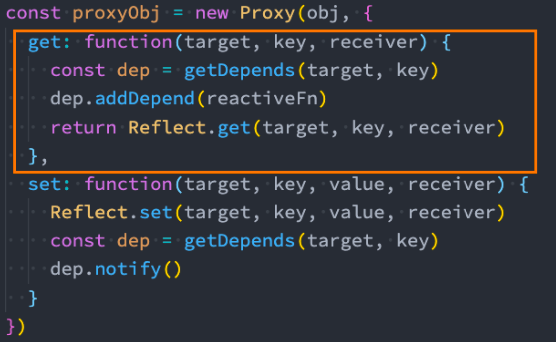 const proxyObj = new Proxy(obj, {
get: function(target, key, receiver) {
const dep = getDepends(target, key)
dep.addDepend(reactiveFn)
return Reflect.get(target, key, receiver)
},
set: function(target, key, value, receiver) {
Reflect.set(target, key, value, receiver)
const dep = getDepends(target, key)
dep.notify()
}
})